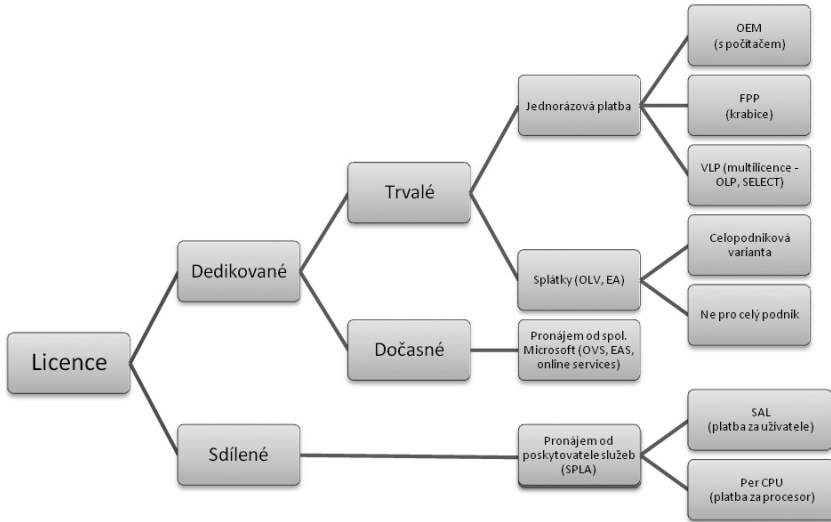 Licence
Dedikované
Trvalé
Jednorázová platba
OEM
(s počítačem)
FPP
(krabice)
VLP (multilicence -
OLP, SELECT)
Splátky (OLV, EA)
Celopodniková
varianta
Ne pro celý podnik
Dočasné
Pronájem od spol.
Microsoft (OVS, EAS,
online services)
Sdílené
Pronájem od
poskytovatele služeb
(SPLA)
SAL
(platba za uživatele)
Per CPU
(platba za procesor)